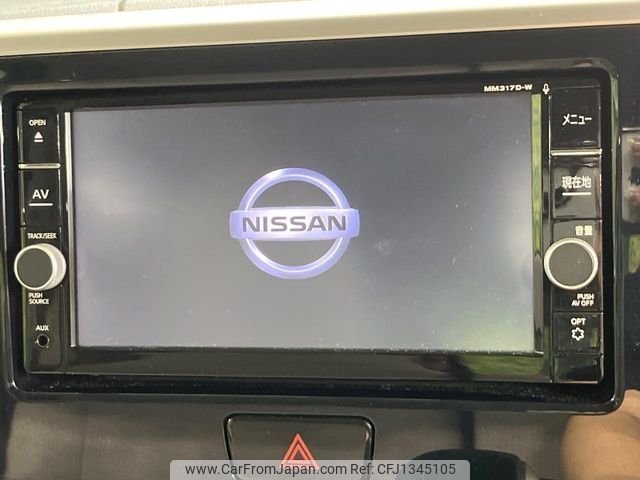 MM317D-W
OPEN
メニュー
AV
現在地
NISSAN
TRACK/SEEK
音量
PUSH
SOURCE
PUSH
AV OFF
AUX
OPT
www.CarFromJapan.com | Ref No. CFJ1345105